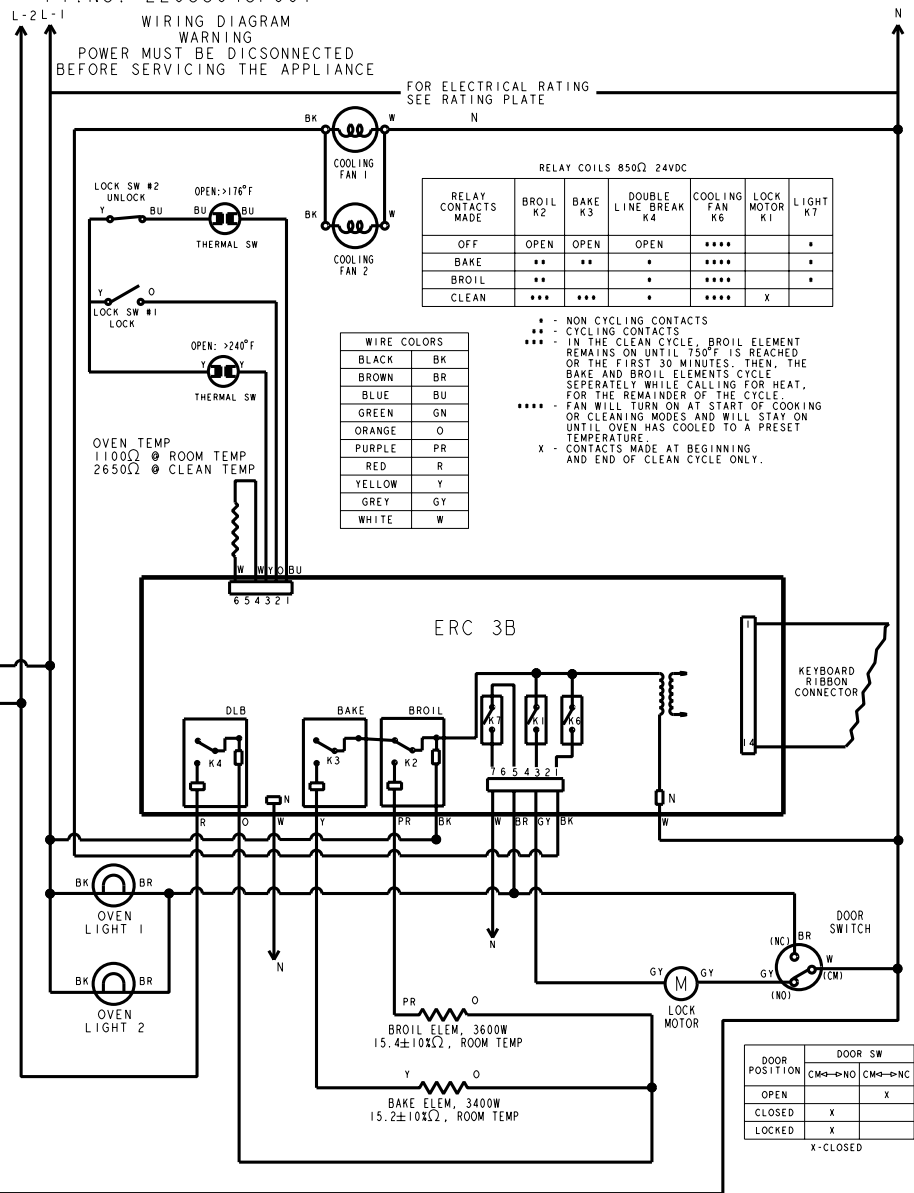 L-2 L-1
WIRING DIAGRAM
WARNING
POWER MUST BE DICSONNECTED
BEFORE SERVICING THE APPLIANCE
N
FOR ELECTRICAL RATING
SEE RATING PLATE
BK W N
COOLING
FAN 1
BK W
COOLING
FAN 2
LOCK SW #2
UNLOCK
Y BU
OPEN:>176°F
BU BU
THERMAL SW
Y O
LOCK SW #1
LOCK
OPEN: >240°F
Y Y
THERMAL SW
OVEN TEMP
1100Ω @ ROOM TEMP
2650Ω @ CLEAN TEMP
RELAY COILS 850Ω 24VDC
RELAY CONTACTS MADE BROIL K2 BAKE K3 DOUBLE LINE BREAK K4 COOLING FAN K6 LOCK MOTOR K1 LIGHT K7
OFF OPEN OPEN OPEN **** *
BAKE ** ** * **** *
BROIL ** * **** *
CLEAN *** *** * **** X
* - NON CYCLING CONTACTS
** - CYCLING CONTACTS
*** - IN THE CLEAN CYCLE, BROIL ELEMENT
REMAINS ON UNTIL 750°F IS REACHED
OR THE FIRST 30 MINUTES. THEN, THE
BAKE AND BROIL ELEMENTS CYCLE
SEPERATELY WHILE CALLING FOR HEAT,
FOR THE REMAINDER OF THE CYCLE.
**** - FAN WILL TURN ON AT START OF COOKING
OR CLEANING MODES AND WILL STAY ON
UNTIL OVEN HAS COOLED TO A PRESET
TEMPERATURE.
X - CONTACTS MADE AT BEGINNING
AND END OF CLEAN CYCLE ONLY.
WIRE COLORS
BLACK BK
BROWN BR
BLUE BU
GREEN GN
ORANGE O
PURPLE PR
RED R
YELLOW Y
GREY GY
WHITE W
W W Y O BU
6 5 4 3 2 1
ERC 3B
1
14
KEYBOARD
RIBBON
CONNECTOR
DLB BAKE BROIL
K4 K3 K2 K7 K1 K6
7 6 5 4 3 2 1
N N
R O W Y PR BK W BR GY BK W
BK BR
OVEN
LIGHT 1
BK BR
OVEN
LIGHT 2
N
N
DOOR
SWITCH
(NC) BR
W
(CM)
GY
(NO)
GY GY
M
LOCK
MOTOR
PR O
BROIL ELEM, 3600W
15.4±10%Ω, ROOM TEMP
Y O
BAKE ELEM, 3400W
15.2±10%Ω, ROOM TEMP
DOOR POSITION DOOR SW
CM◁–▷NO CM◁–▷NC
OPEN X
CLOSED X
LOCKED X
X-CLOSED